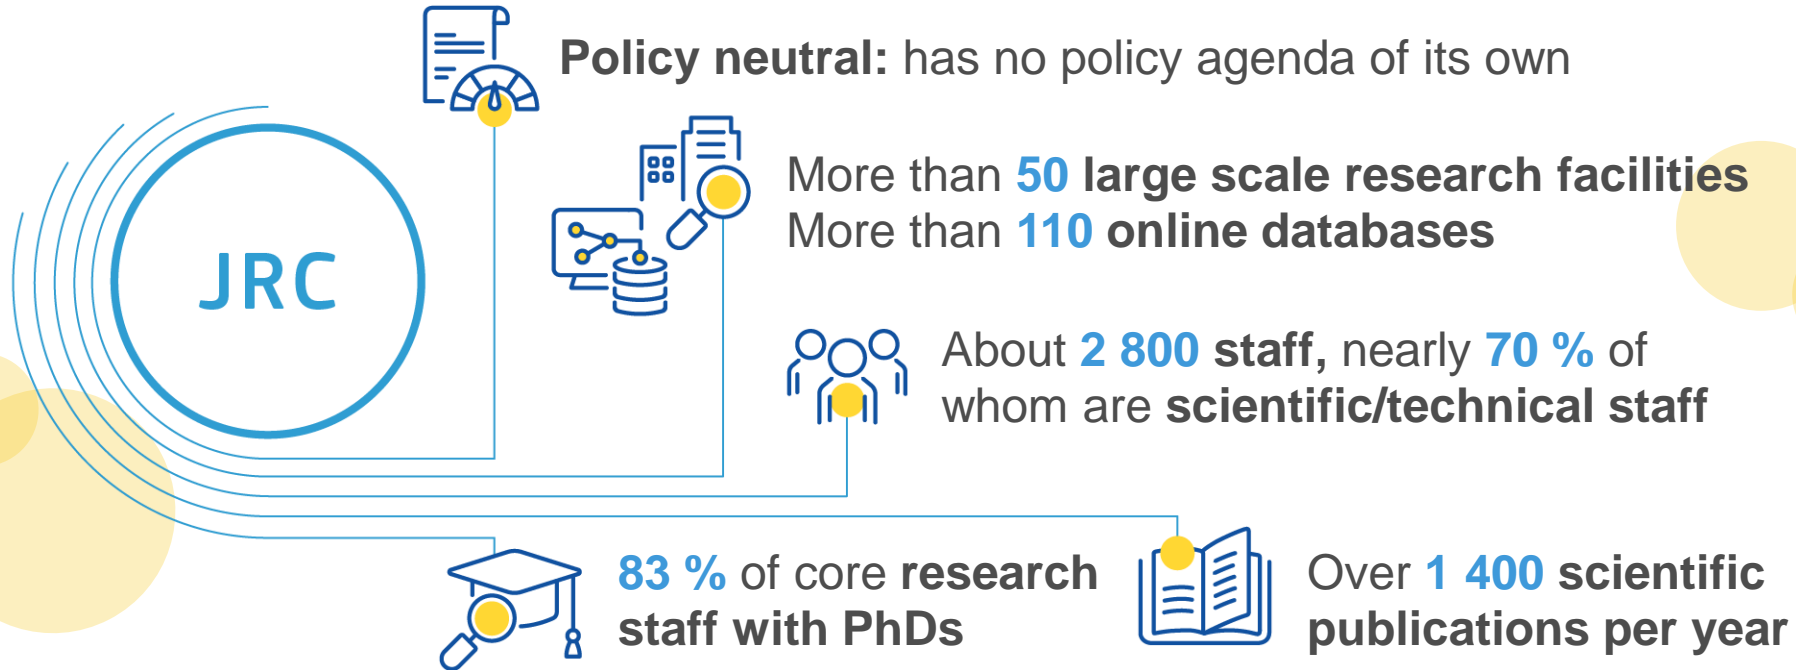 Policy neutral: has no policy agenda of its own
More than 50 large scale research facilities
More than 110 online databases
JRC
About 2 800 staff, nearly 70 % of
whom are scientific/technical staff
83 % of core research
staff with PhDs
Over 1 400 scientific
publications per year